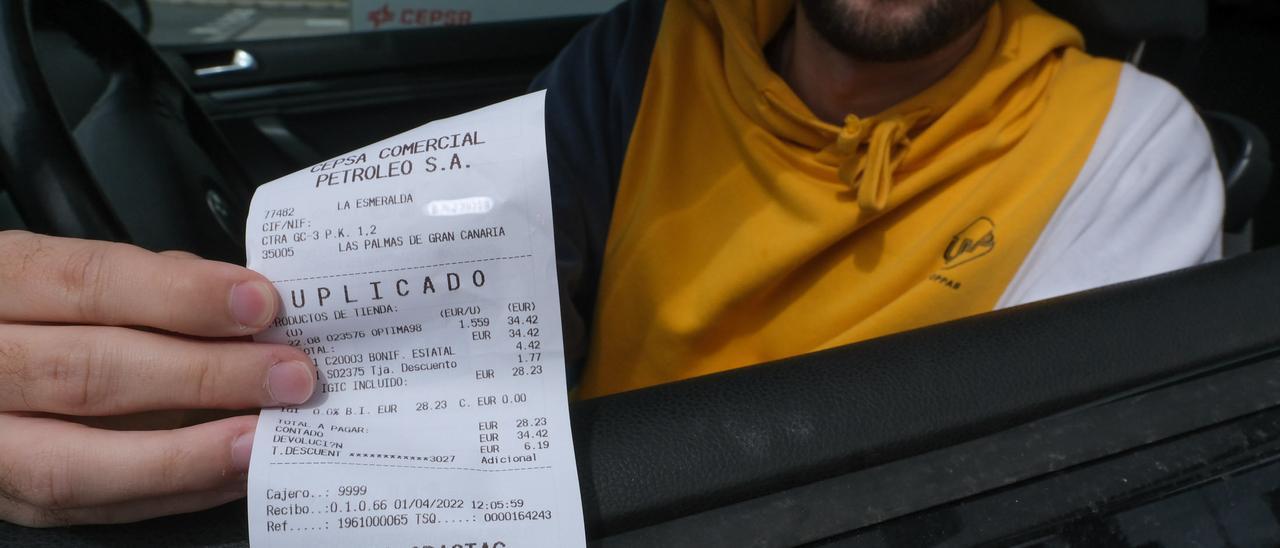 CEPSA
CEPSA COMERCIAL
PETROLEO S.A.
77482 LA ESMERALDA
CIF/NIF:
CTRA GC-3 P.K. 1,2
35005 LAS PALMAS DE GRAN CANARIA
UPLICADO
RODUCTOS DE TIENDA:
(U) (EUR/U) (EUR)
22.08 023576 OPTIMA98 1.559 34.42
OTAL: EUR 34.42
1 C20003 BONIF. ESTATAL 4.42
1 S02375 Tja. Descuento 1.77
IGIC INCLUIDO: EUR 28.23
IGI 0.0% B.I. EUR 28.23 C. EUR 0.00
TOTAL A PAGAR: EUR 28.23
CONTADO EUR 34.42
DEVOLUCI?N EUR 6.19
T.DESCUENT ************3027 Adicional
Cajero..: 9999
Recibo..:0.1.0.66 01/04/2022 12:05:59
Ref.....: 1961000065 TSQ.....: 0000164243